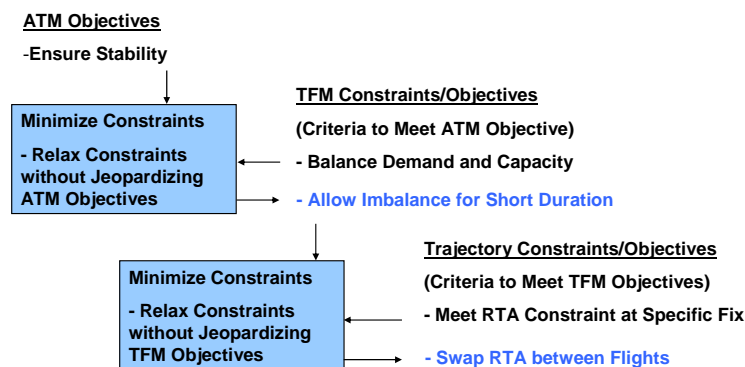 ATM Objectives
-Ensure Stability
TFM Constraints/Objectives
(Criteria to Meet ATM Objective)
- Balance Demand and Capacity
- Allow Imbalance for Short Duration
Minimize Constraints
- Relax Constraints
without Jeopardizing
ATM Objectives
Trajectory Constraints/Objectives
(Criteria to Meet TFM Objectives)
- Meet RTA Constraint at Specific Fix
- Swap RTA between Flights
Minimize Constraints
- Relax Constraints
without Jeopardizing
TFM Objectives